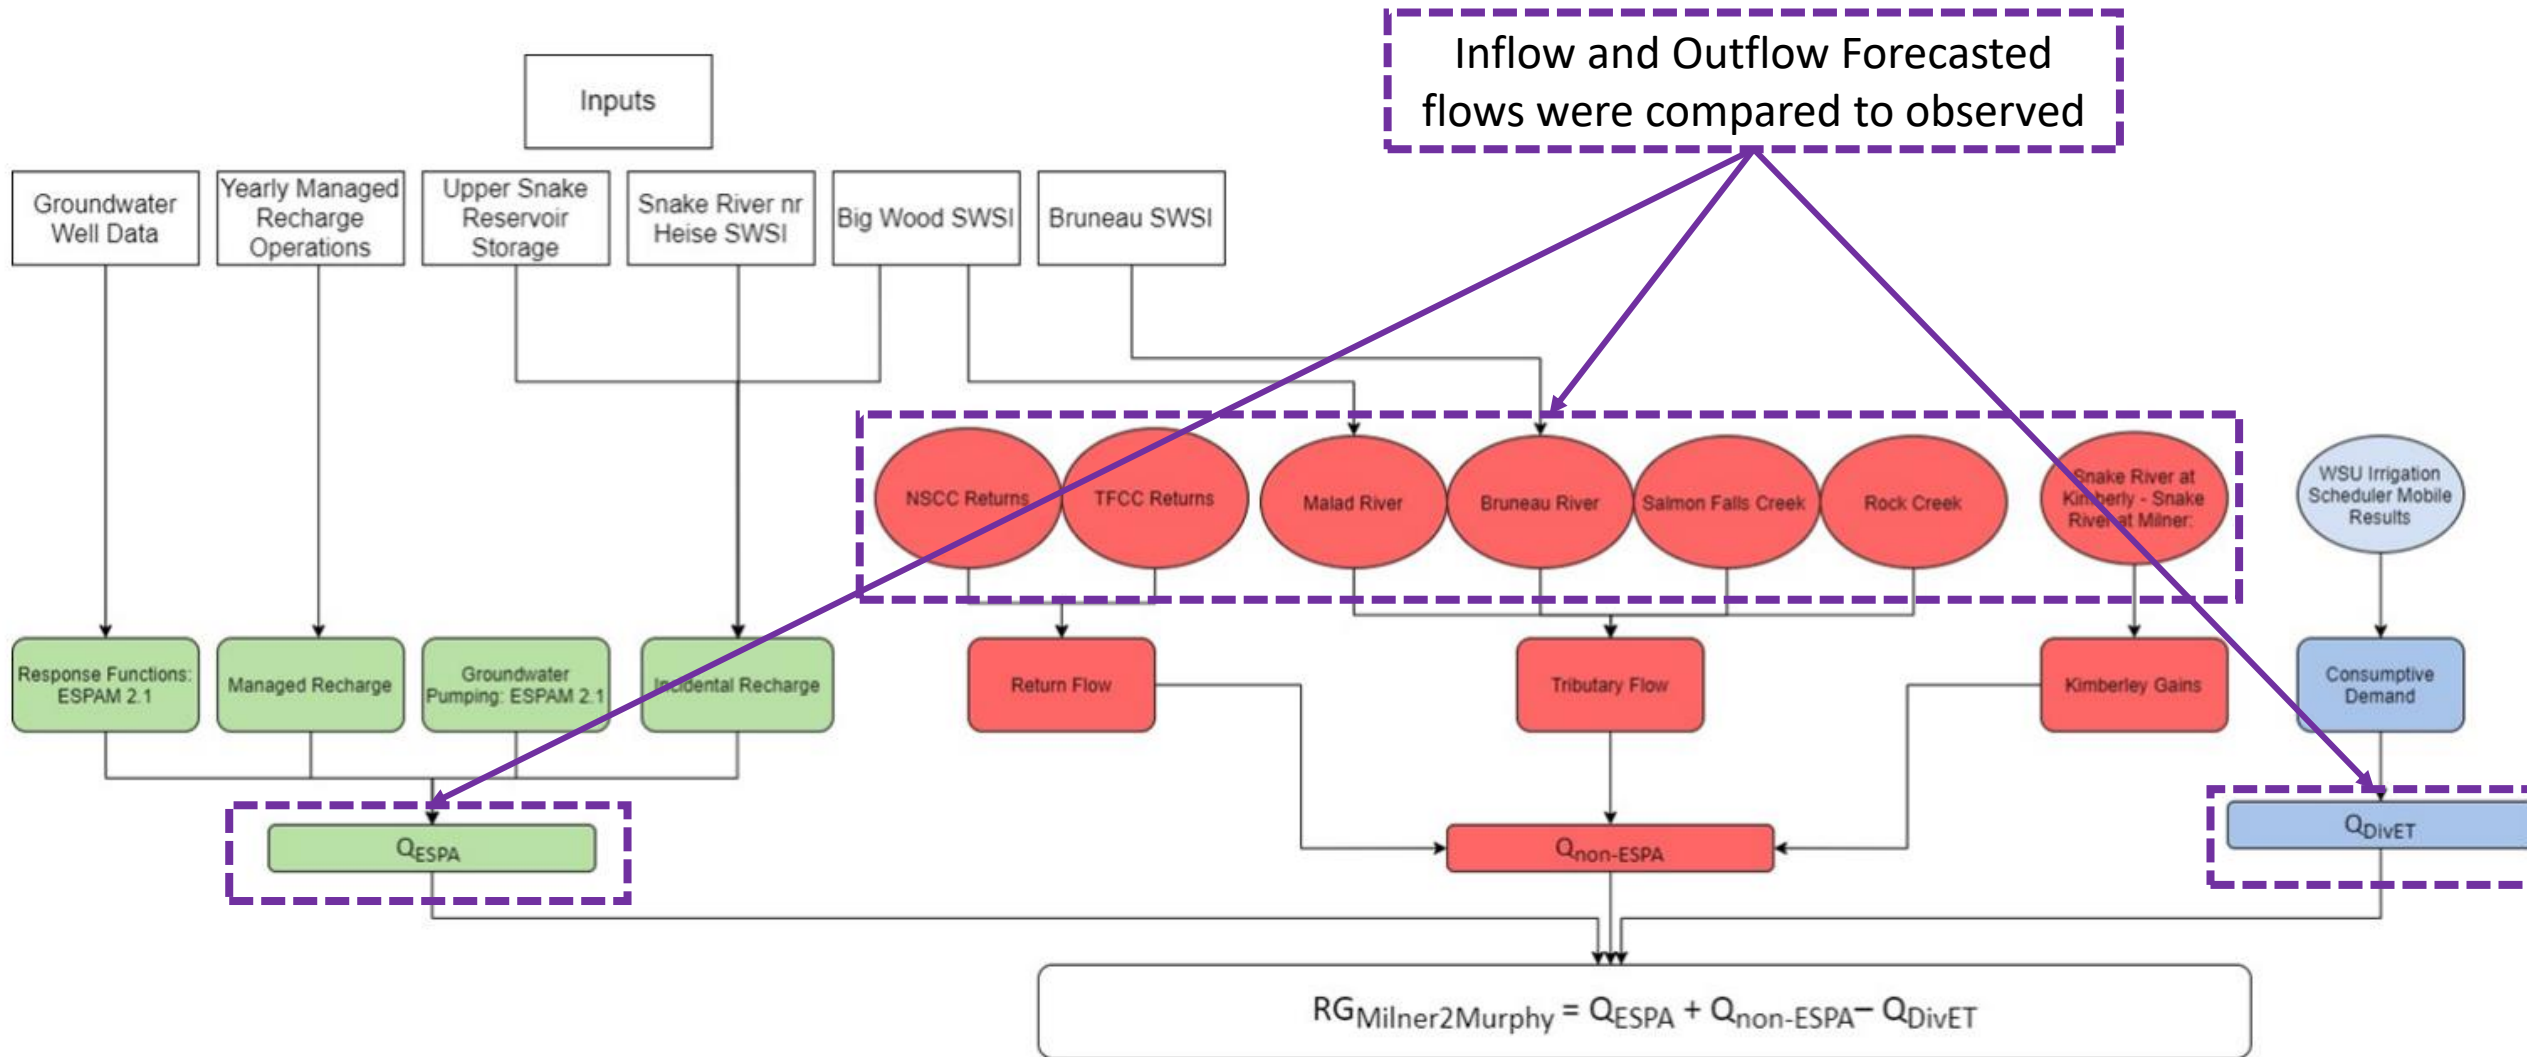 Inflow and Outflow Forecasted
flows were compared to observed
Inputs
Groundwater
Well Data
Yearly Managed
Recharge
Operations
Upper Snake
Reservoir
Storage
Snake River nr
Heise SWSI
Big Wood SWSI
Bruneau SWSI
NSCC Returns
TFCC Returns
Malad River
Bruneau River
Salmon Falls Creek
Rock Creek
Snake River at
Kimberly - Snake
River at Milner:
WSU Irrigation
Scheduler Mobile
Results
Response Functions:
ESPAM 2.1
Managed Recharge
Groundwater
Pumping: ESPAM 2.1
Incidental Recharge
Return Flow
Tributary Flow
Kimberley Gains
Consumptive
Demand
QESPA
Qnon-ESPA
QDivET
RGMilner2Murphy = QESPA + Qnon-ESPA– QDivET